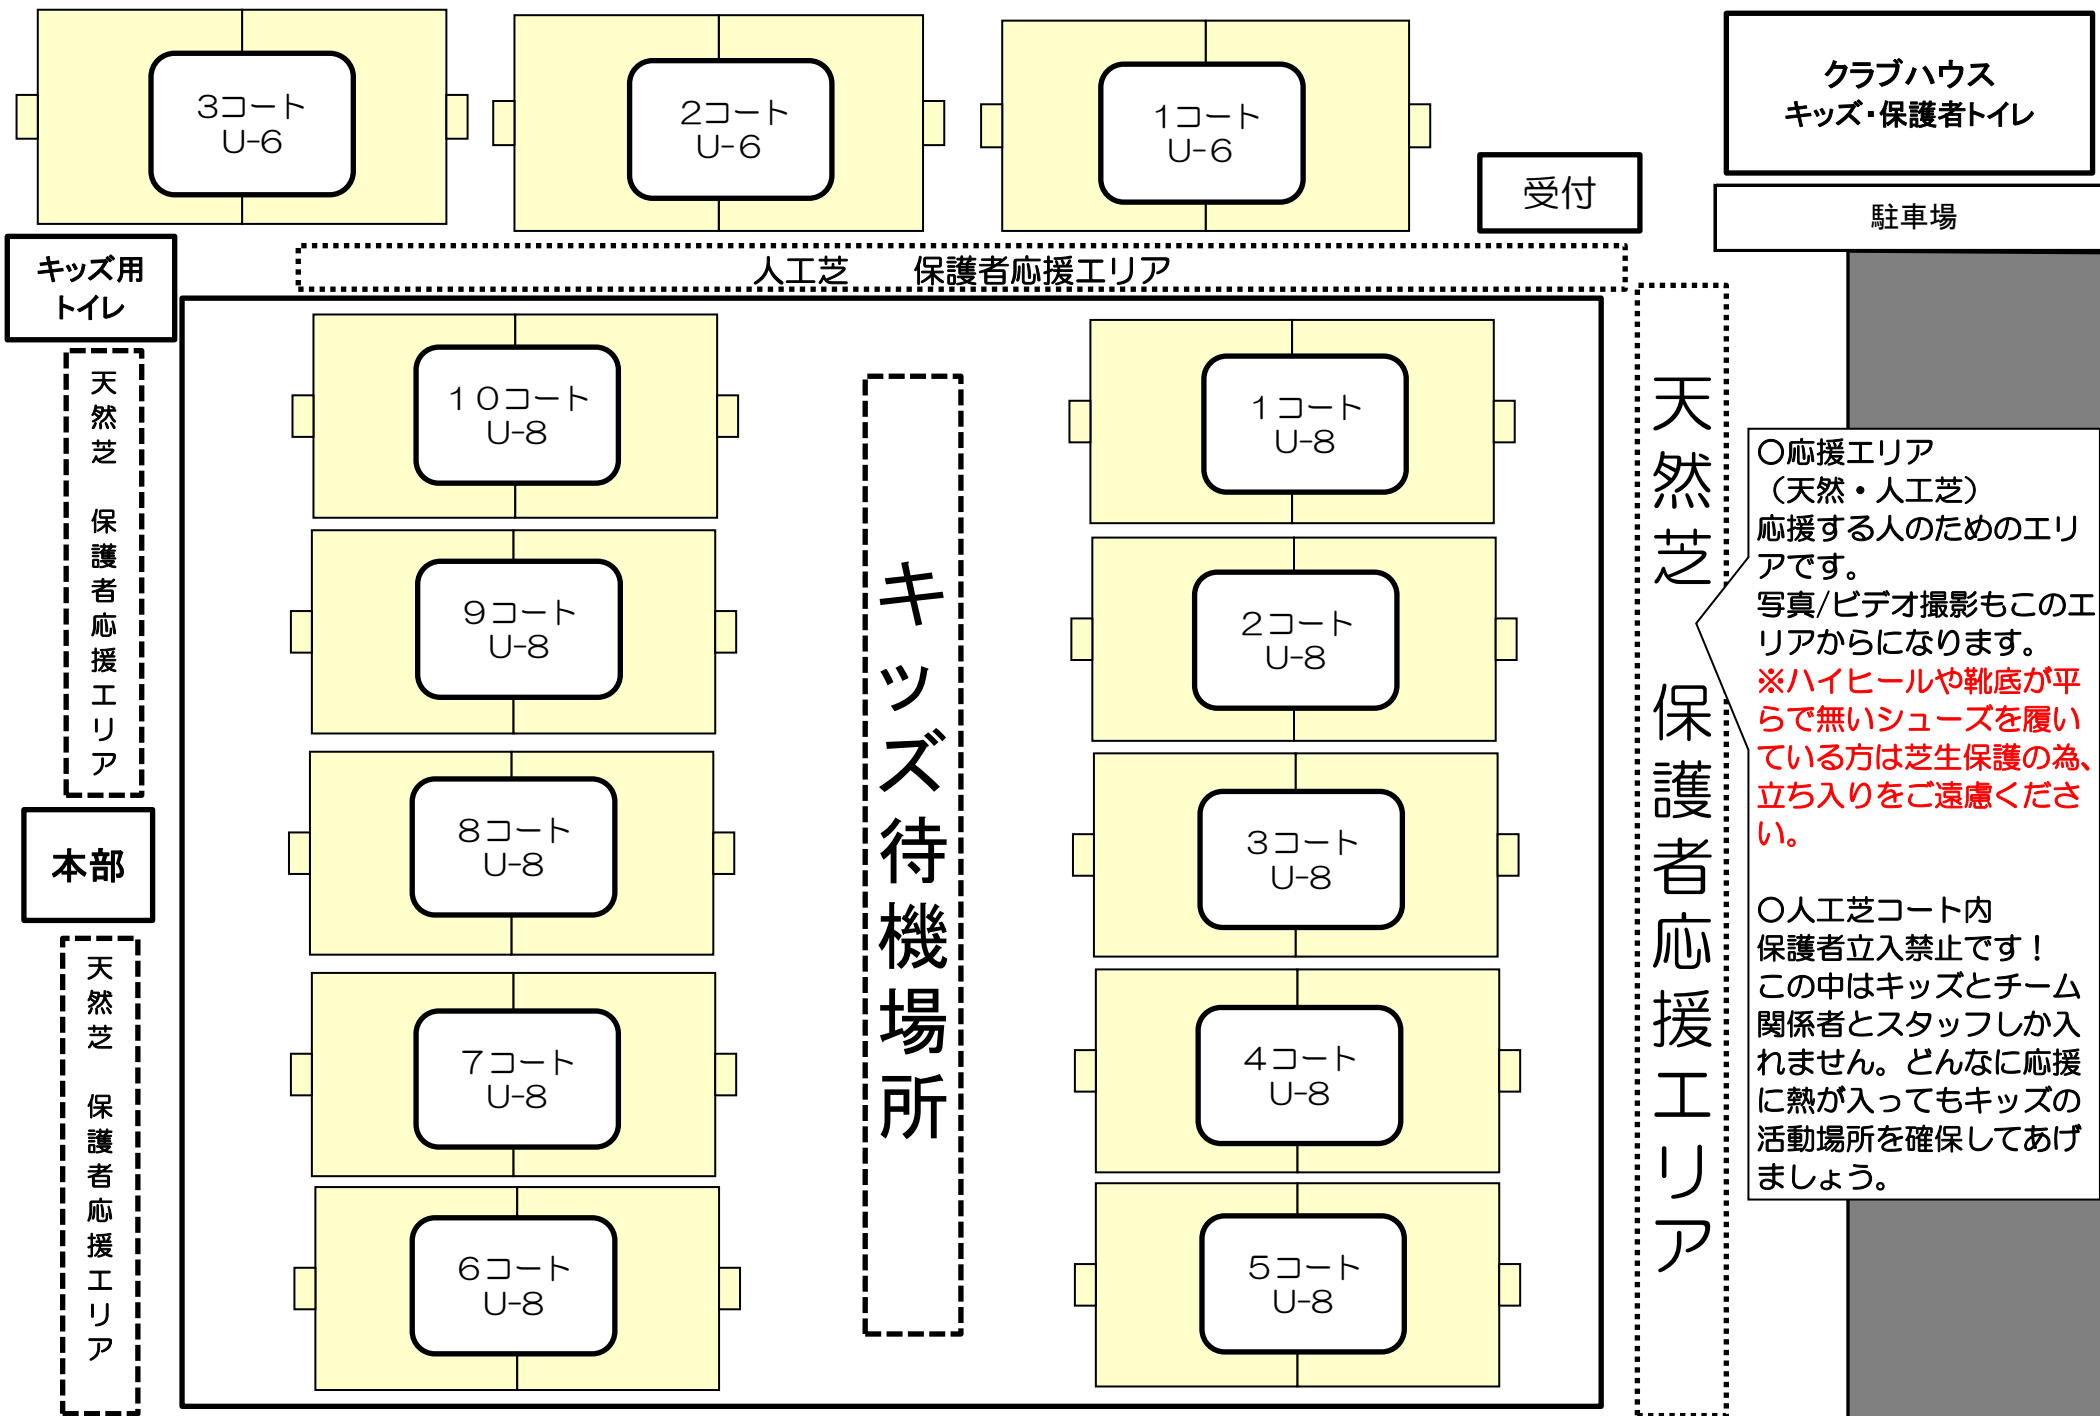 3コート
U-6
2コート
U-6
1コート
U-6
クラブハウス
キッズ・保護者トイレ
受付
駐車場
キッズ用
トイレ
人工芝　　保護者応援エリア
天然芝　保護者応援エリア
本部
天然芝　保護者応援エリア
10コート
U-8
9コート
U-8
8コート
U-8
7コート
U-8
6コート
U-8
キッズ待機場所
1コート
U-8
2コート
U-8
3コート
U-8
4コート
U-8
5コート
U-8
天然芝　保護者応援エリア
○応援エリア
（天然・人工芝）
応援する人のためのエリ
アです。
写真/ビデオ撮影もこのエ
リアからになります。
※ハイヒールや靴底が平
らで無いシューズを履い
ている方は芝生保護の為、
立ち入りをご遠慮くださ
い。
○人工芝コート内
保護者立入禁止です！
この中はキッズとチーム
関係者とスタッフしか入
れません。どんなに応援
に熱が入ってもキッズの
活動場所を確保してあげ
ましょう。